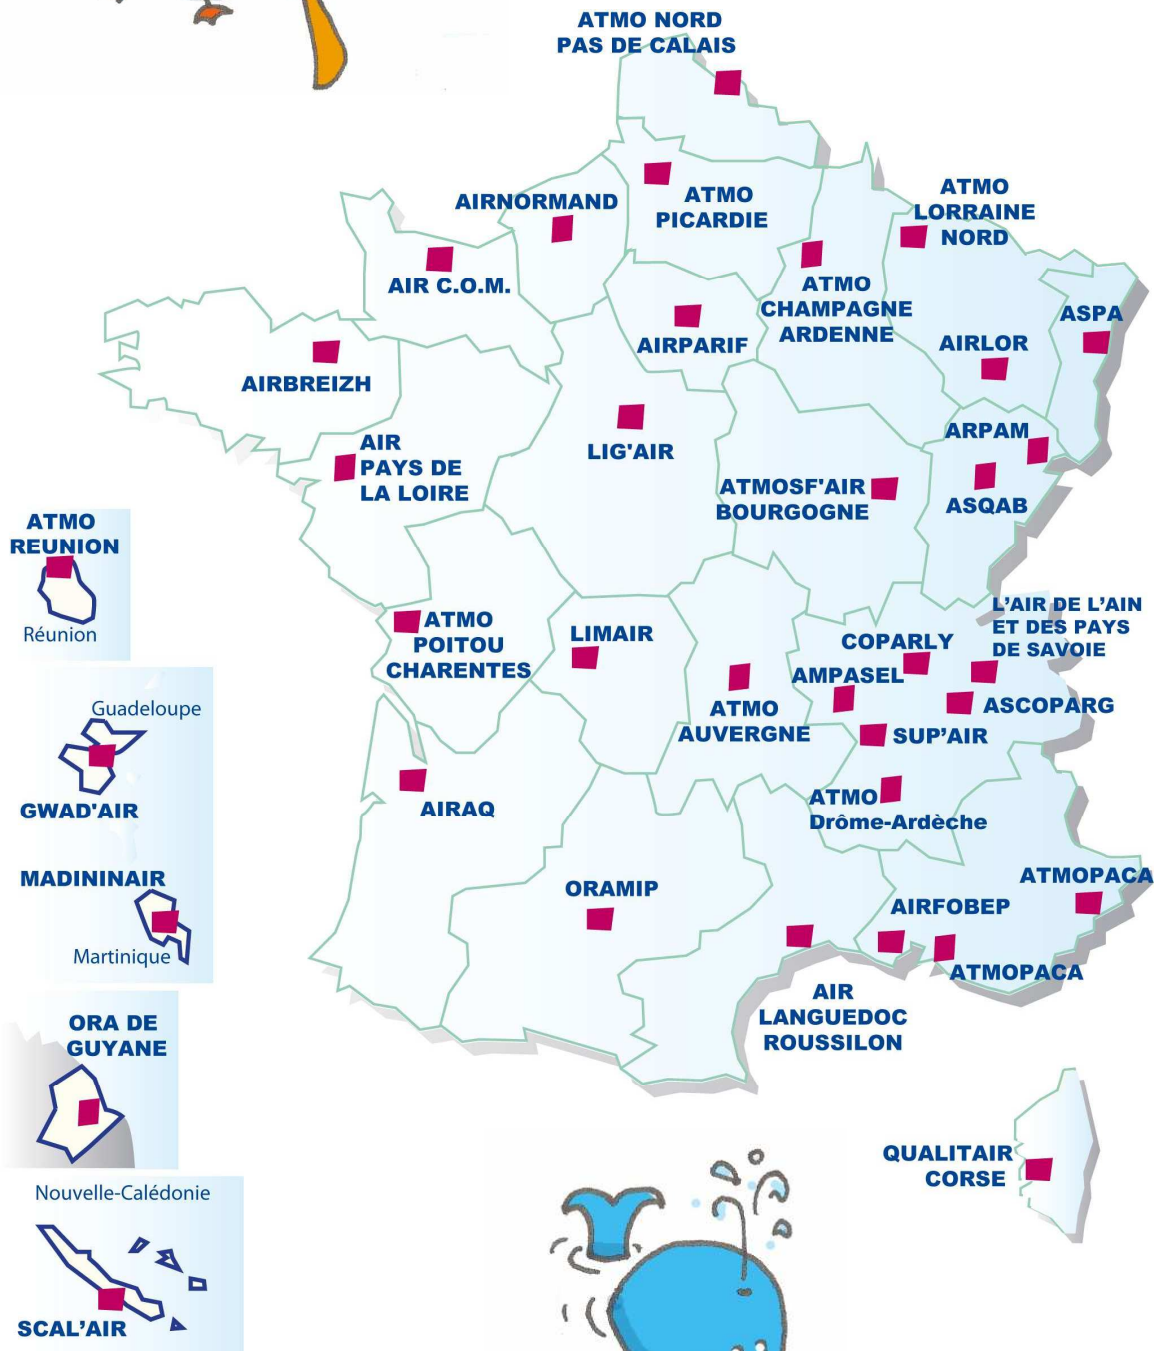 ATMO NORD
PAS DE CALAIS
ATMO
PICARDIE
AIRNORMAND
ATMO
LORRAINE
NORD
AIR C.O.M.
ATMO
CHAMPAGNE
ARDENNE
ASPA
AIRPARIF
AIRLOR
AIRBREIZH
ARPAM
AIR
PAYS DE
LA LOIRE
LIG'AIR
ATMOSF'AIR
BOURGOGNE
ASQAB
ATMO
REUNION
Réunion
L’AIR DE L’AIN
ET DES PAYS
DE SAVOIE
ATMO
POITOU
CHARENTES
LIMAIR
COPARLY
AMPASEL
ASCOPARG
ATMO
AUVERGNE
SUP’AIR
Guadeloupe
GWAD'AIR
AIRAQ
ATMO
Drôme-Ardèche
MADININAIR
Martinique
ORAMIP
ATMOPACA
AIRFOBEP
ATMOPACA
AIR
LANGUEDOC
ROUSSILON
ORA DE
GUYANE
QUALITAIR
CORSE
Nouvelle-Calédonie
SCAL’AIR